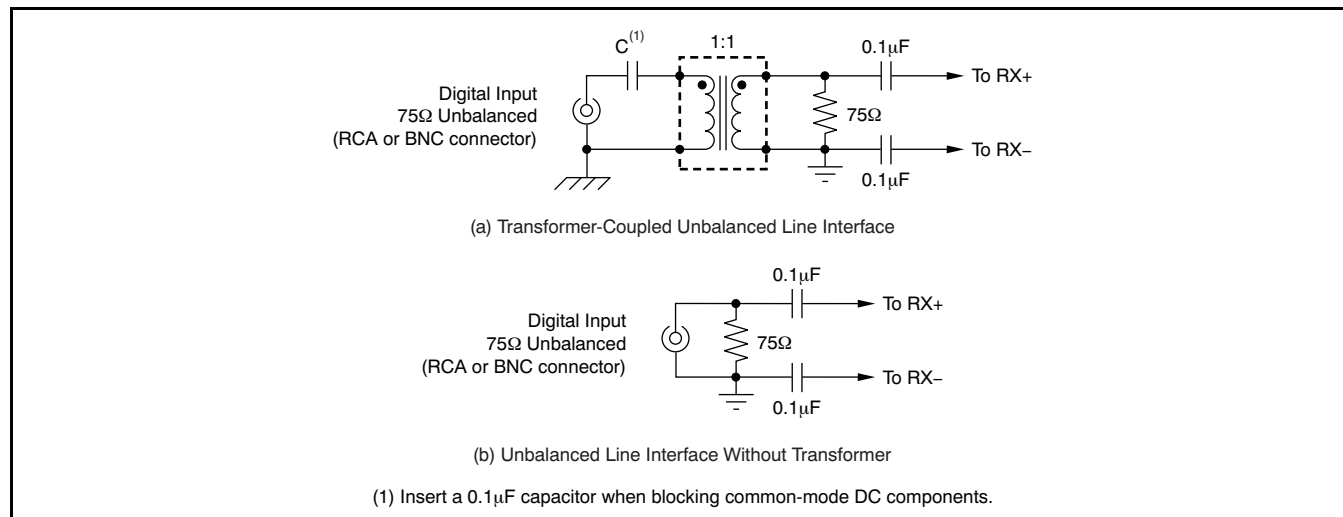 C(1)
1:1
0.1μF
To RX+
Digital Input
75Ω Unbalanced
(RCA or BNC connector)
75Ω
To RX–
0.1μF
(a) Transformer-Coupled Unbalanced Line Interface
0.1μF
To RX+
Digital Input
75Ω Unbalanced
(RCA or BNC connector)
75Ω
To RX–
0.1μF
(b) Unbalanced Line Interface Without Transformer
(1) Insert a 0.1μF capacitor when blocking common-mode DC components.